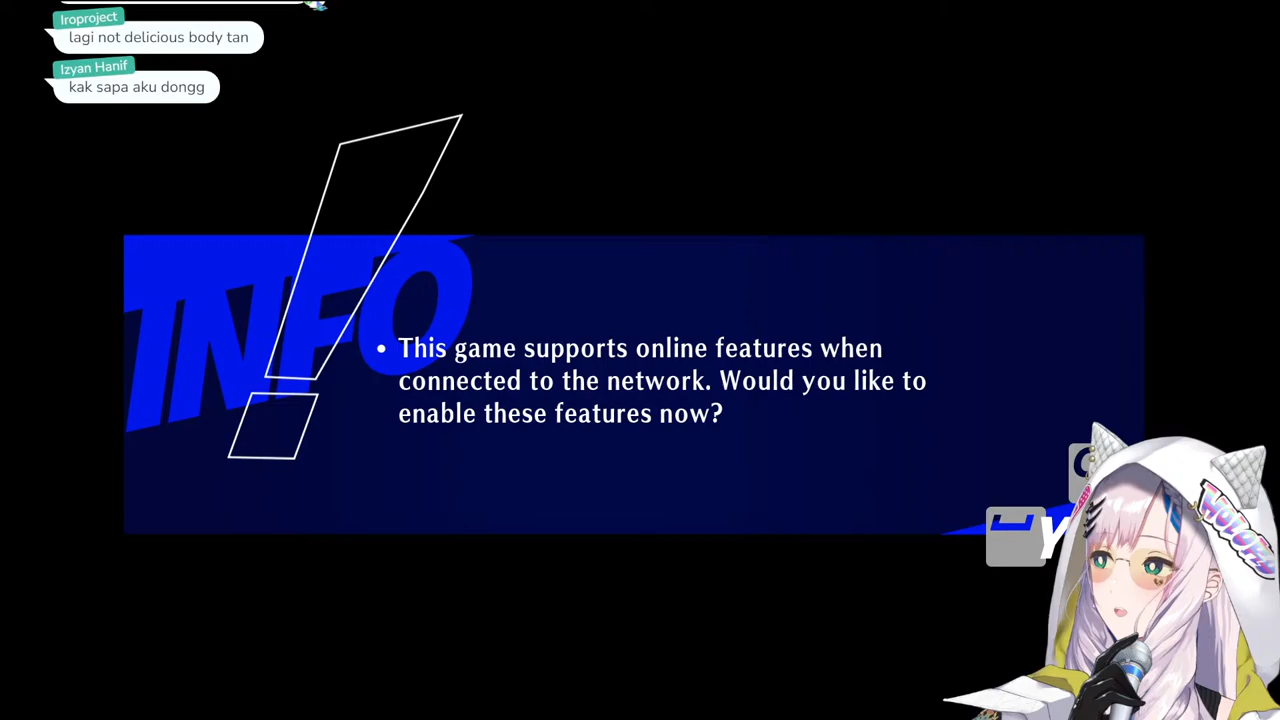 Iroproject
lagi not delicious body tan
Izyan Hanif
kak sapa aku dongg
INFO
• This game supports online features when
connected to the network. Would you like to
enable these features now?